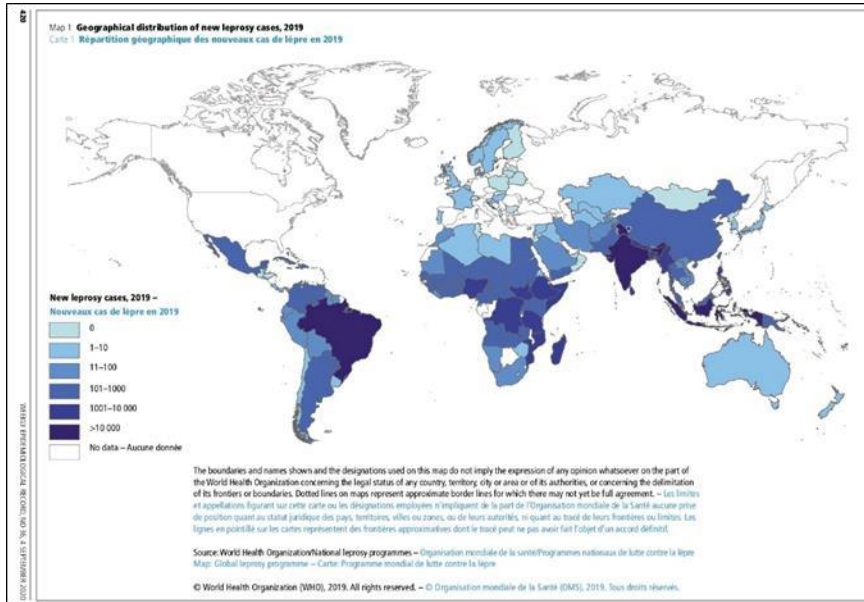 Map 1 Geographical distribution of new leprosy cases, 2019
Carte 1 Répartition géographique des nouveaux cas de lèpre en 2019
New leprosy cases, 2019 –
Nouveaux cas de lèpre en 2019
0
1–10
11–100
101–1000
1001–10 000
>10 000
No data – Aucune donnée
The boundaries and names shown and the designations used on this map do not imply the expression of any opinion whatsoever on the part of
the World Health Organization concerning the legal status of any country, territory, city or area or of its authorities, or concerning the delimitation
of its frontiers or boundaries. Dotted lines on maps represent approximate border lines for which there may not yet be full agreement. – Les limites
et appellations figurant sur cette carte ou les désignations employées n'impliquent de la part de l'Organisation mondiale de la Santé aucune prise
de position quant au statut juridique des pays, territoires, villes ou zones, ou de leurs autorités, ni quant au tracé de leurs frontières ou limites. Les
lignes en pointillé sur les cartes représentent des frontières approximatives dont le tracé peut ne pas avoir fait l'objet d'un accord définitif.
Source: World Health Organization/National leprosy programmes – Organisation mondiale de la santé/Programmes nationaux de lutte contre la lèpre
Map: Global leprosy programme – Carte: Programme mondial de lutte contre la lèpre
© World Health Organization (WHO), 2019. All rights reserved. – © Organisation mondiale de la Santé (OMS), 2019. Tous droits réservés.
420
WEEKLY EPIDEMIOLOGICAL RECORD, NO 36, 4 SEPTEMBER 2020